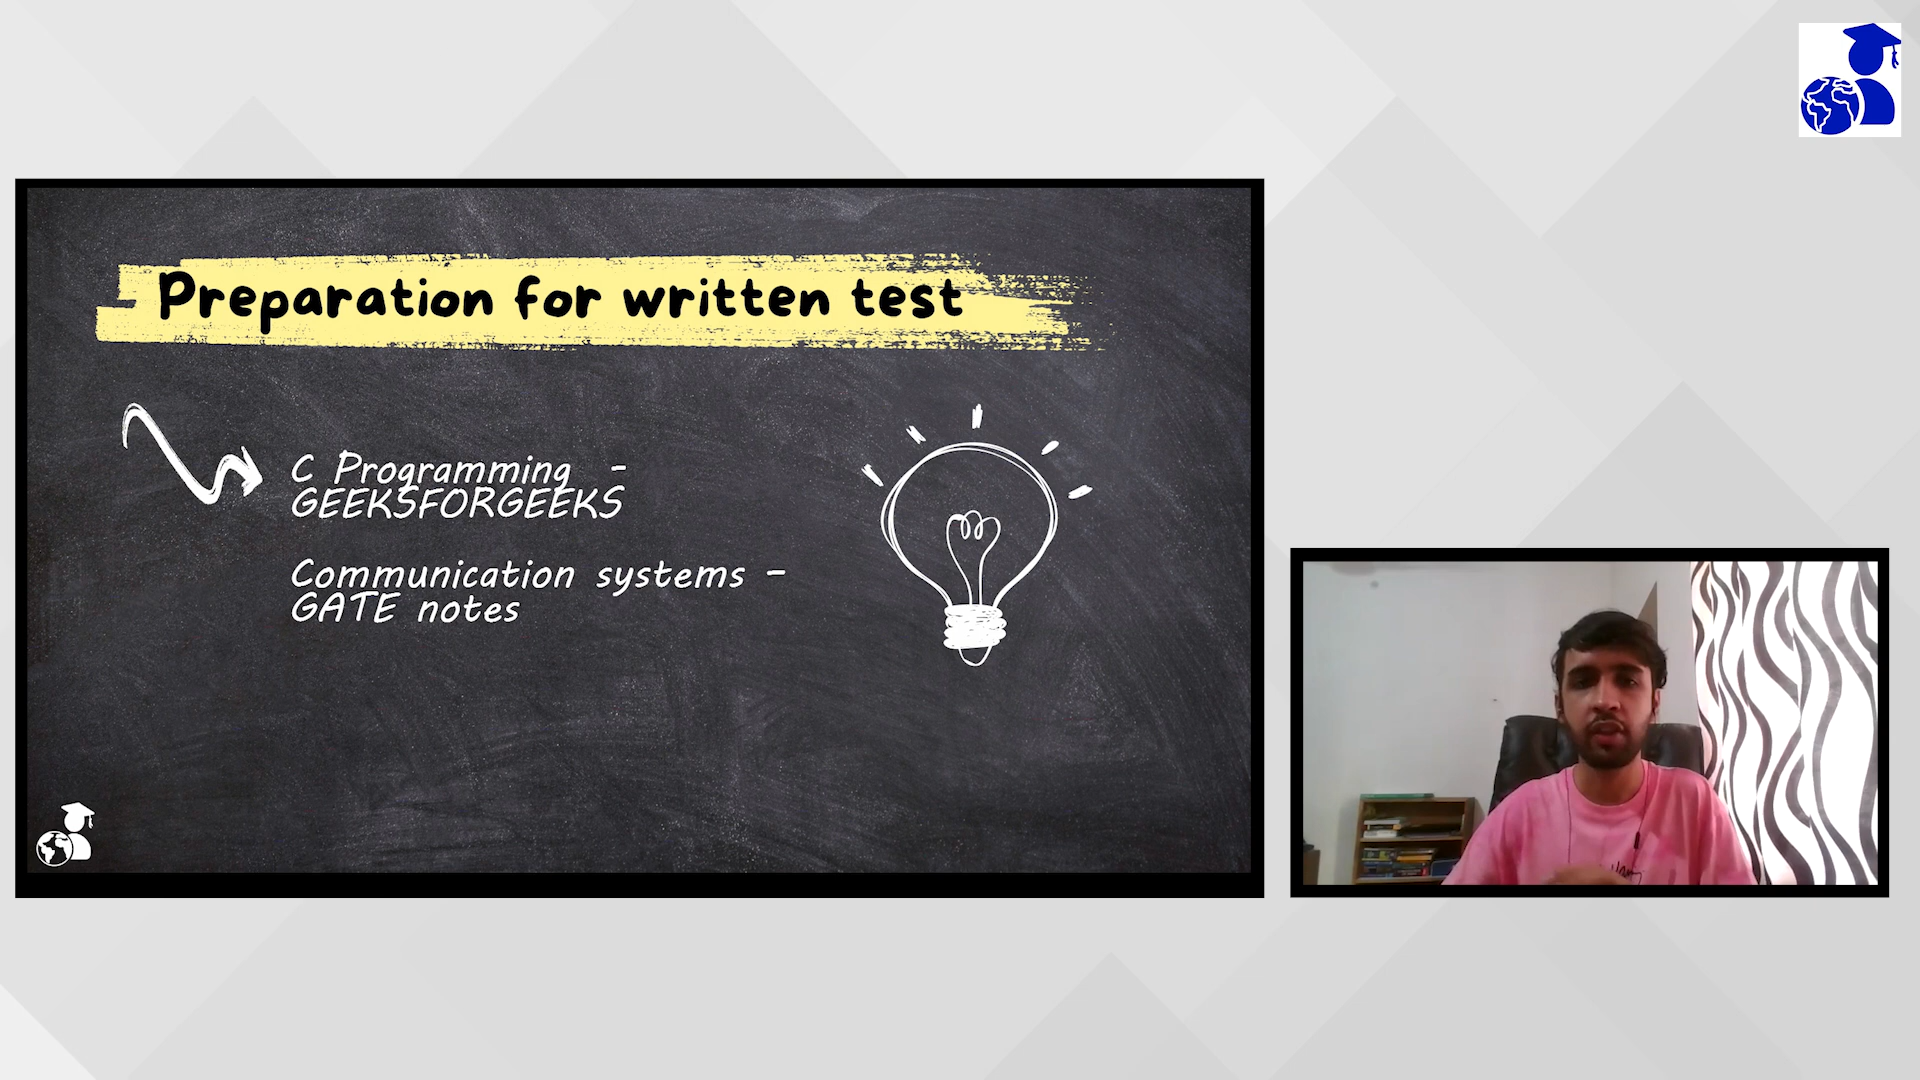 Preparation for written test
C Programming -
GEEKSFORGEEKS
Communication systems -
GATE notes